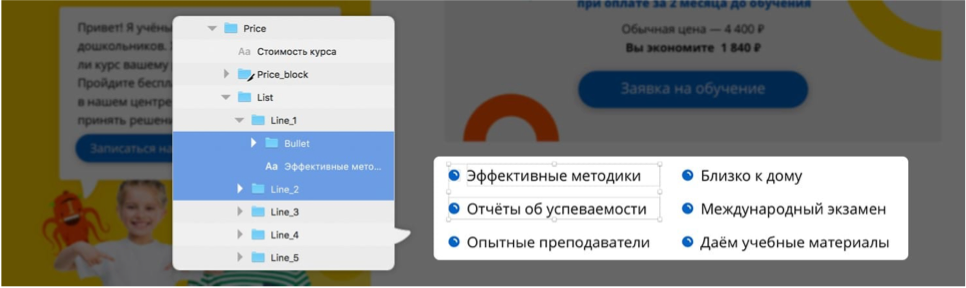 Привет! Я учёны
дошкольников.
ли курс вашему
Пройдите беспл
в нашем центре
принять решени
Записаться на
Price
Aa Стоимость курса
Price_block
List
Line_1
Bullet
Aa Эффективные мето...
Line_2
Line_3
Line_4
Line_5
при оплате за 2 месяца до обучения
Обычная цена — 4 400 ₽
Вы экономите 1 840 ₽
Заявка на обучение
Эффективные методики
Отчёты об успеваемости
Опытные преподаватели
Близко к дому
Международный экзамен
Даём учебные материалы